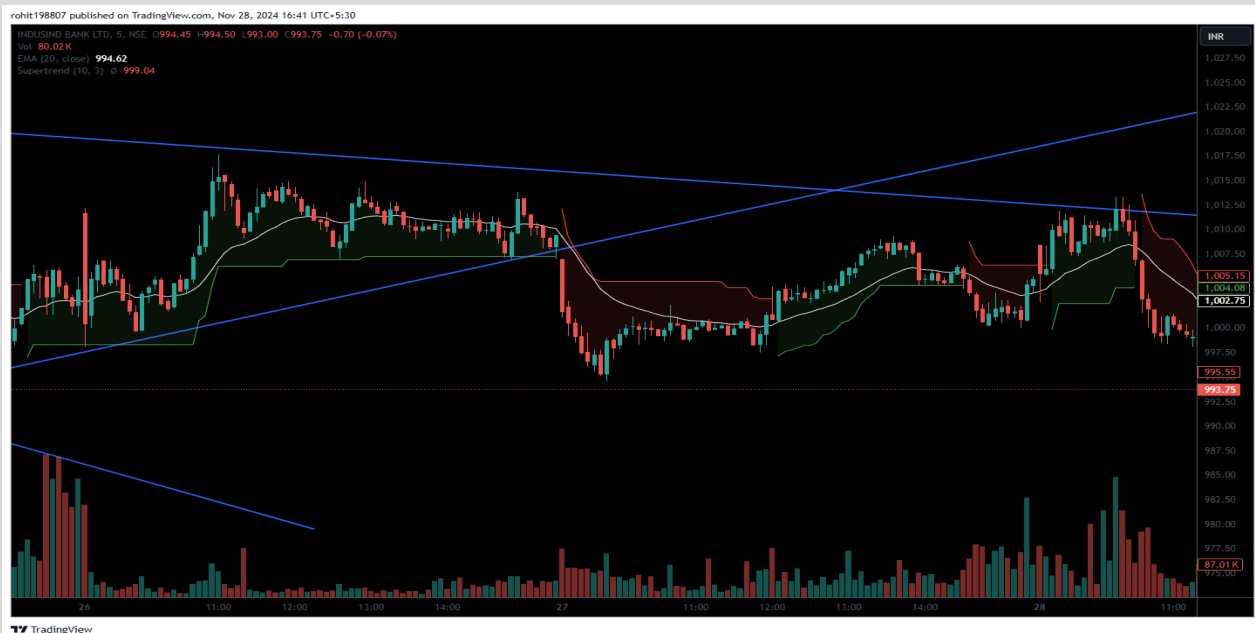 rohit198807 published on TradingView.com, Nov 28, 2024 16:41 UTC+5:30
INDUSIND BANK LTD, 5, NSE O994.45 H994.50 L993.00 C993.75 −0.70 (−0.07%)
Vol 80.02K
EMA (20, close) 994.62
Supertrend (10, 3) ∅ 999.04
INR
1,027.50
1,025.00
1,022.50
1,020.00
1,017.50
1,015.00
1,012.50
1,010.00
1,007.50
1,005.15
1,004.08
1,002.75
1,000.00
997.50
995.55
993.75
992.50
990.00
987.50
985.00
982.50
980.00
977.50
87.01K
975.00
26 11:00 12:00 13:00 14:00 27 11:00 12:00 13:00 14:00 28 11:00
TradingView